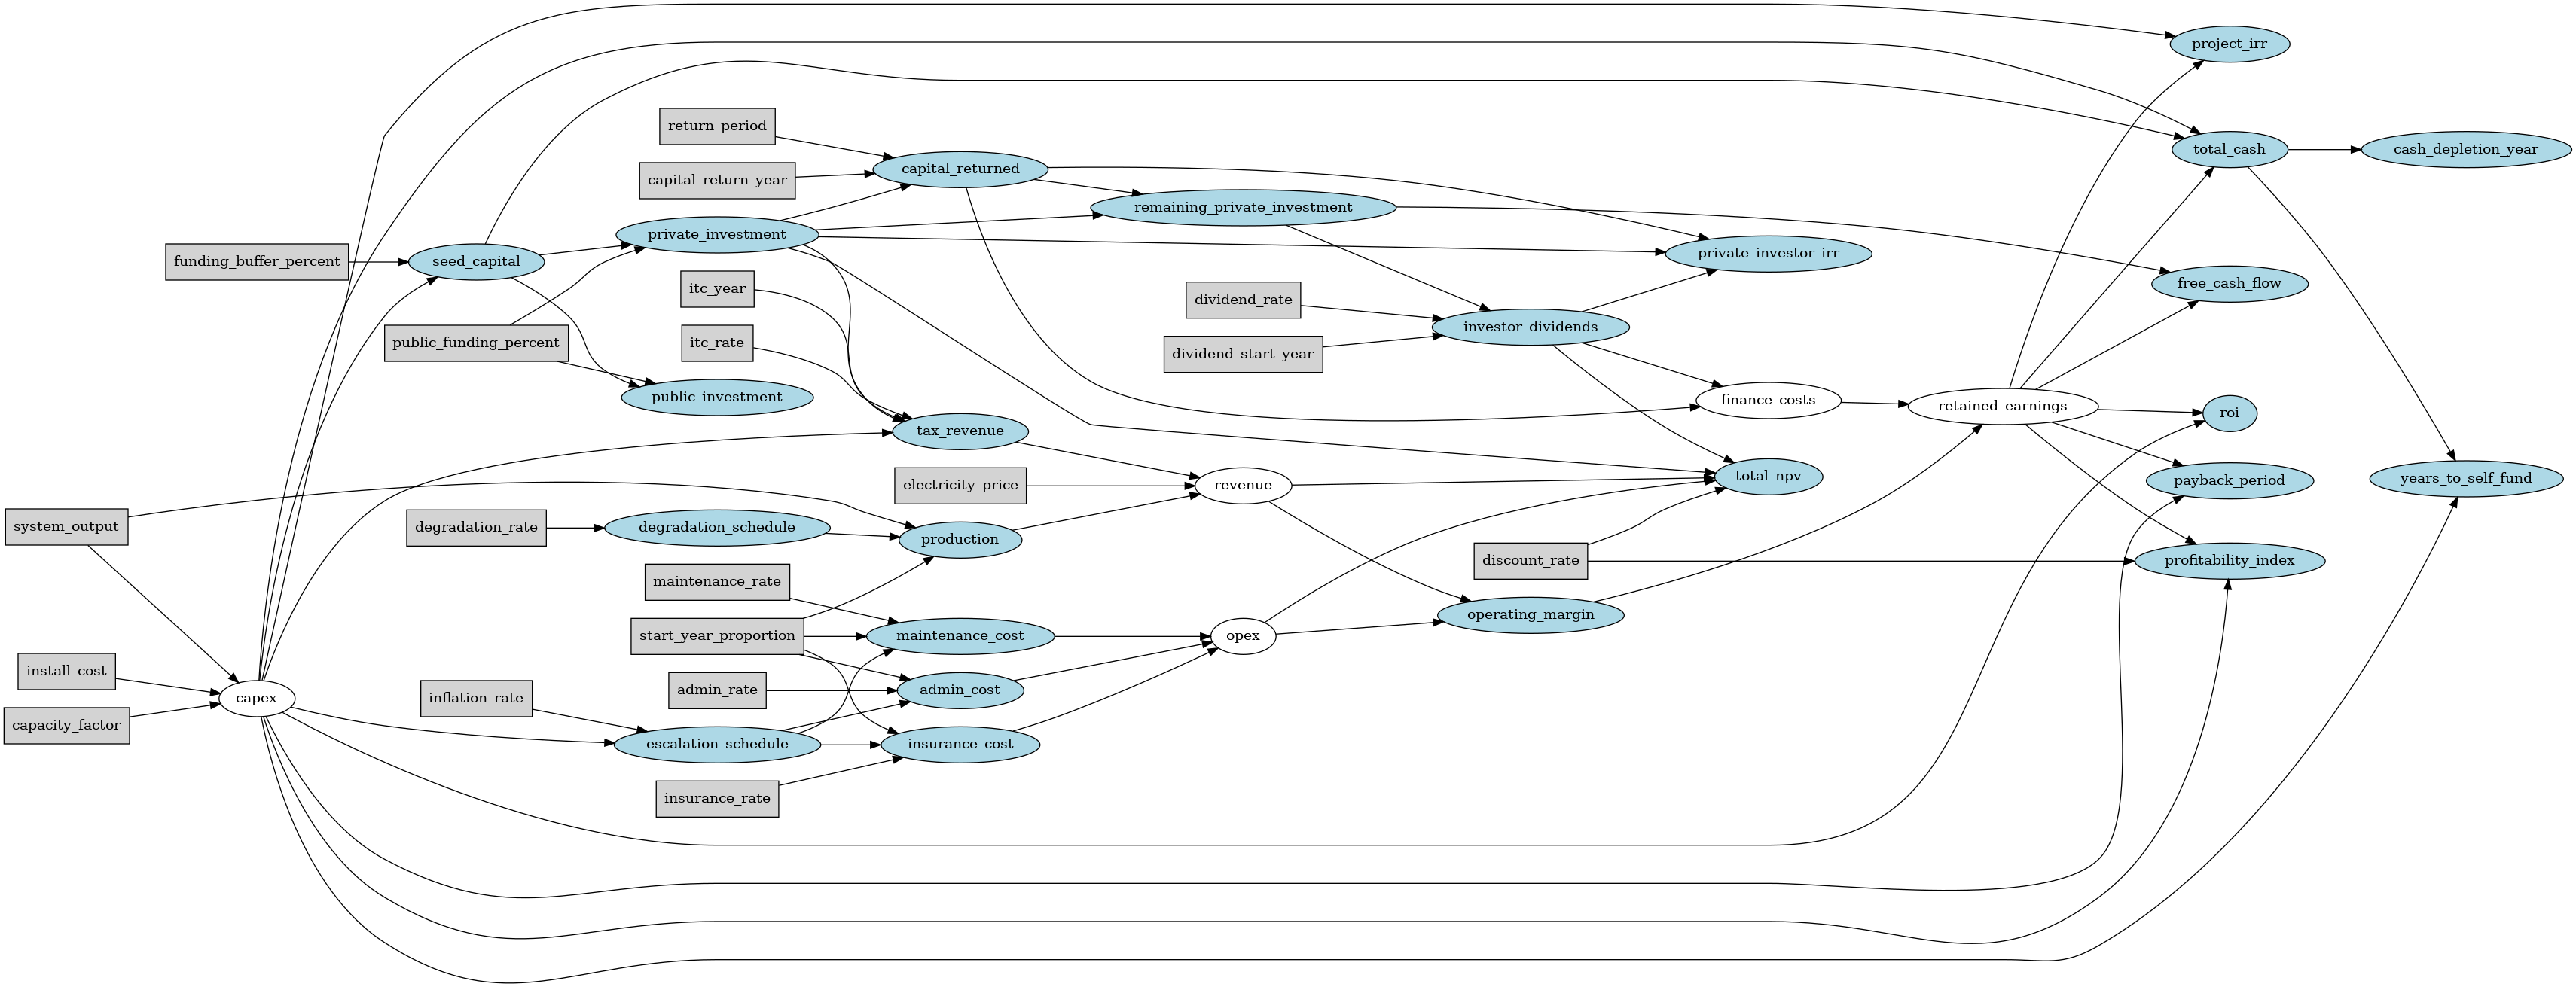 project_irr
return_period
total_cash
cash_depletion_year
capital_returned
capital_return_year
remaining_private_investment
private_investment
private_investor_irr
funding_buffer_percent
seed_capital
free_cash_flow
itc_year
dividend_rate
investor_dividends
public_funding_percent
itc_rate
dividend_start_year
public_investment
finance_costs
retained_earnings
roi
tax_revenue
total_npv
payback_period
years_to_self_fund
electricity_price
revenue
system_output
degradation_rate
degradation_schedule
production
discount_rate
profitability_index
maintenance_rate
operating_margin
start_year_proportion
maintenance_cost
opex
install_cost
capex
inflation_rate
admin_rate
admin_cost
capacity_factor
escalation_schedule
insurance_cost
insurance_rate